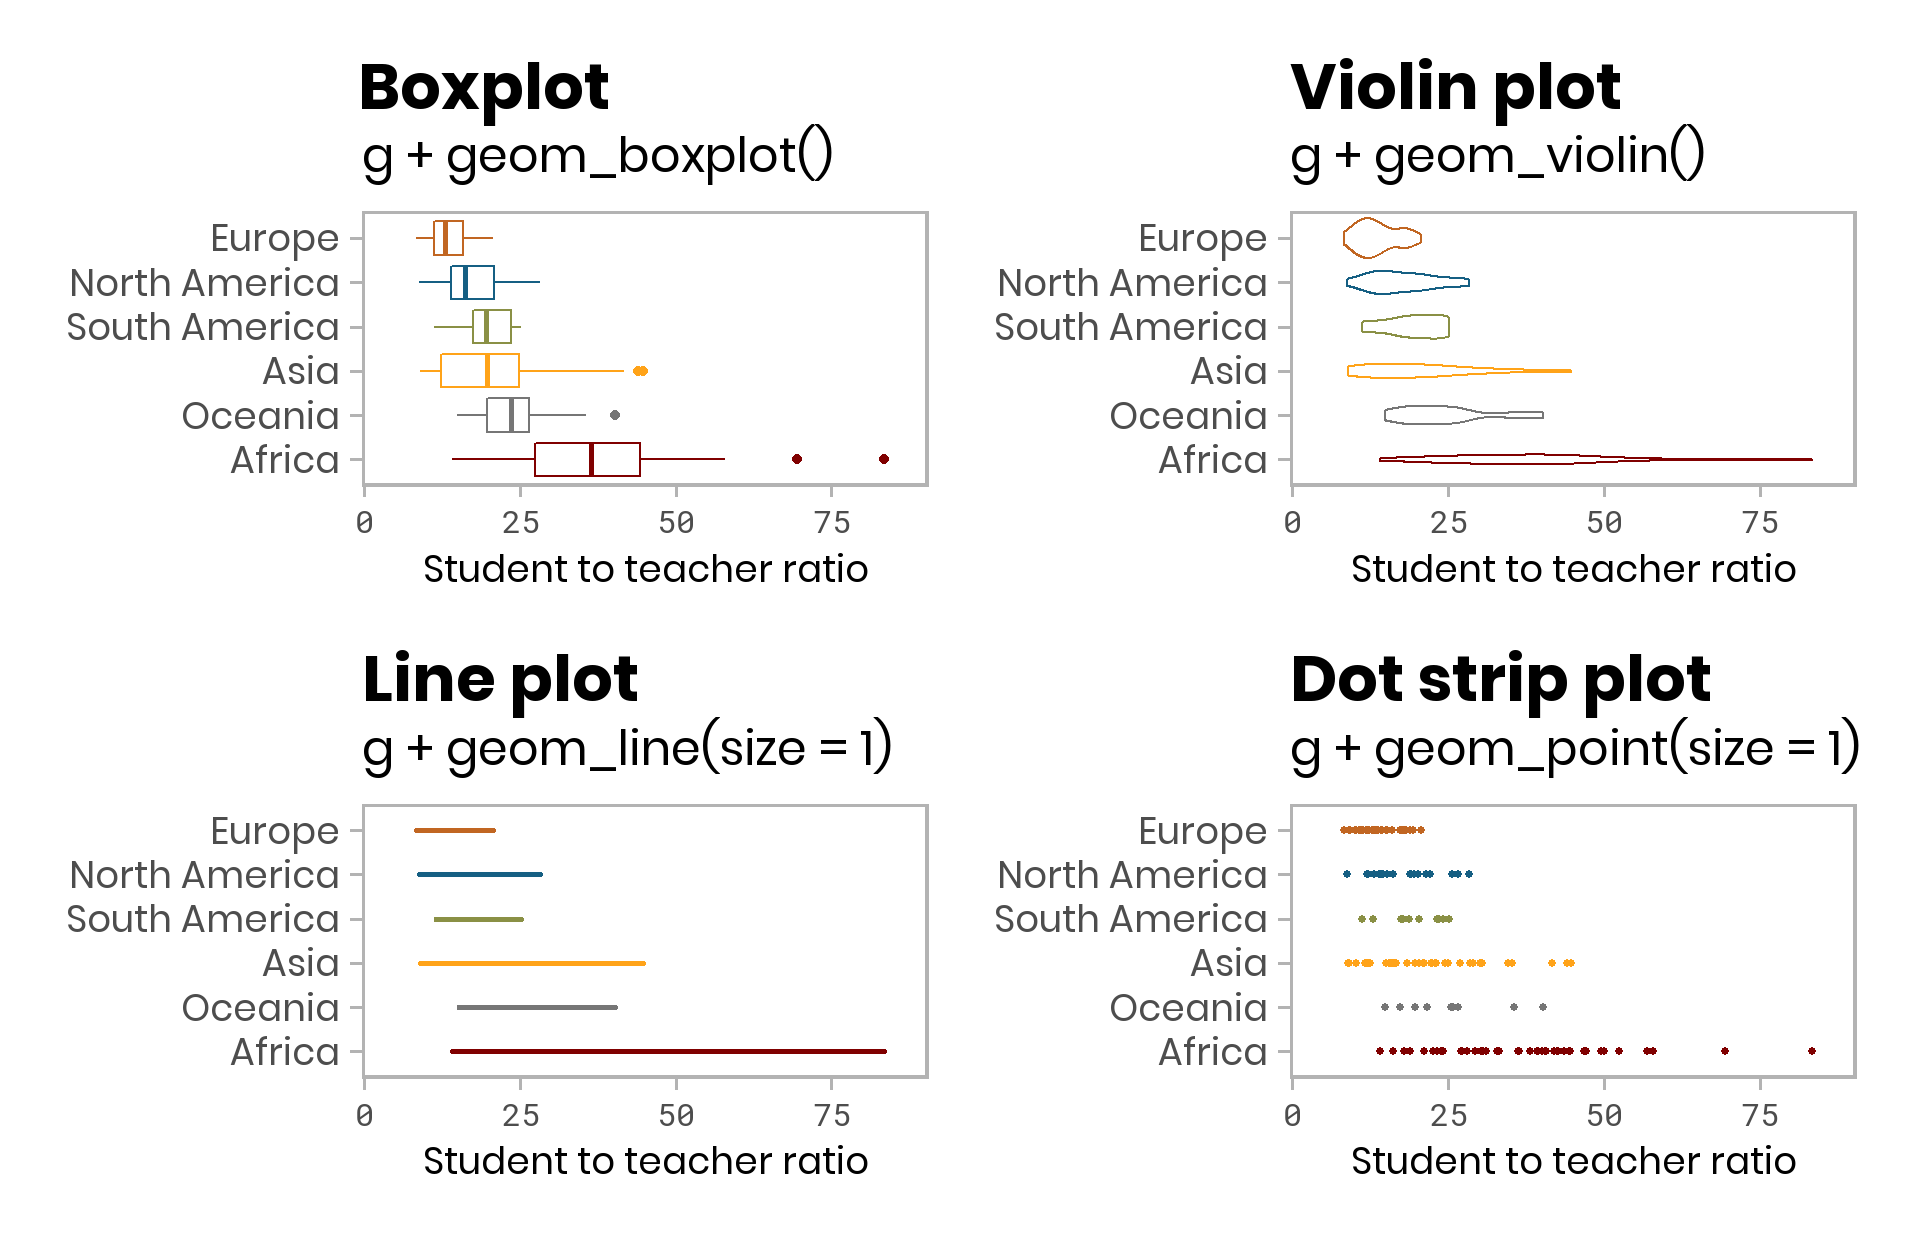 Boxplot
g + geom_boxplot()
Europe
North America
South America
Asia
Oceania
Africa
0 25 50 75
Student to teacher ratio
Violin plot
g + geom_violin()
Europe
North America
South America
Asia
Oceania
Africa
0 25 50 75
Student to teacher ratio
Line plot
g + geom_line(size = 1)
Europe
North America
South America
Asia
Oceania
Africa
0 25 50 75
Student to teacher ratio
Dot strip plot
g + geom_point(size = 1)
Europe
North America
South America
Asia
Oceania
Africa
0 25 50 75
Student to teacher ratio